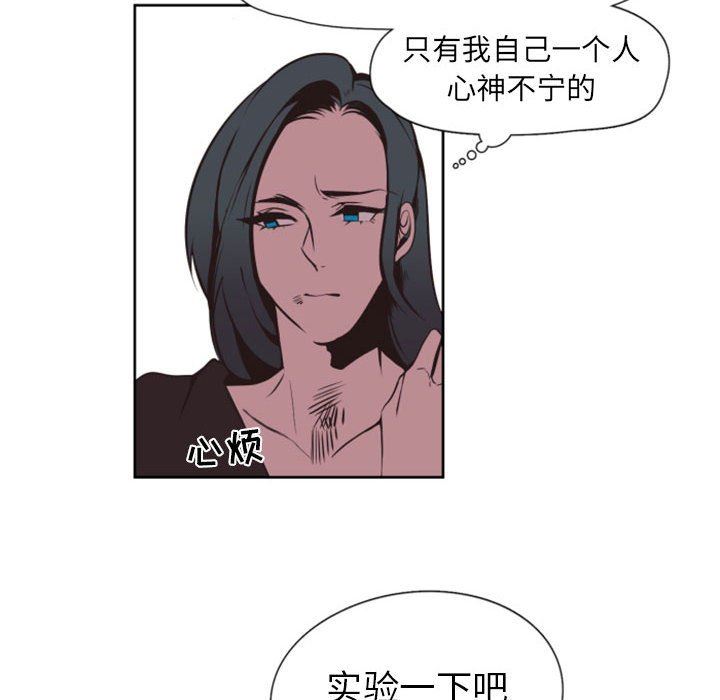 只有我自己一个人
心神不宁的
心烦
实验一下吧